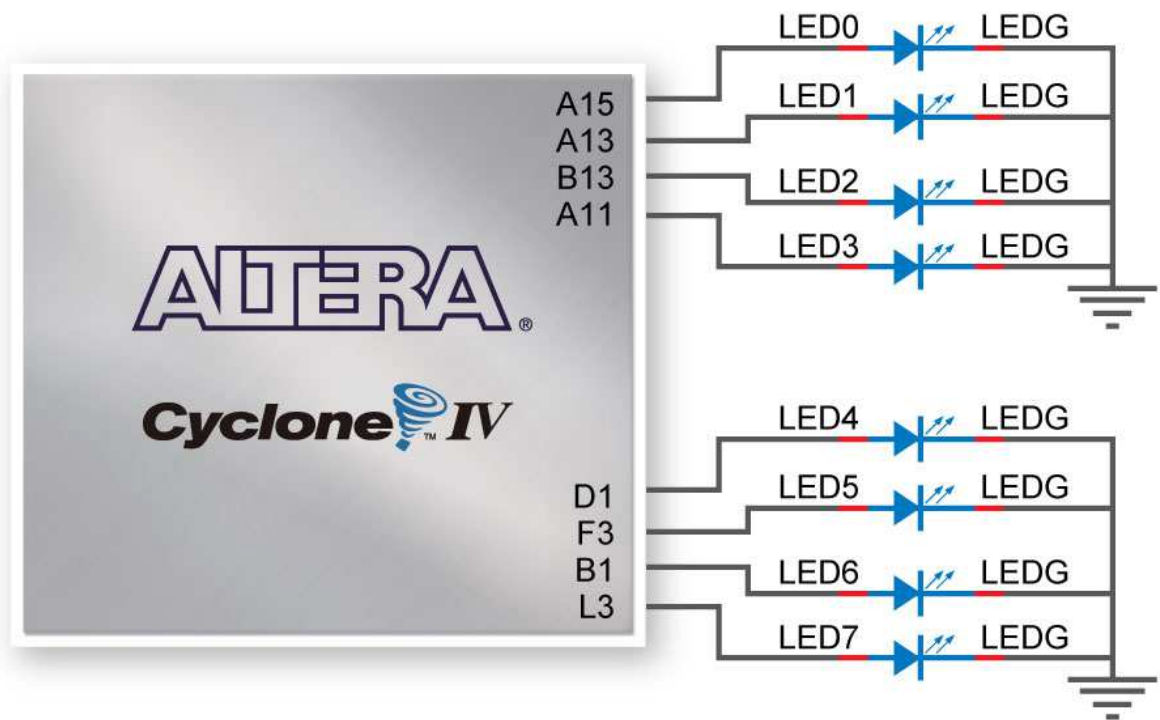 LED0 LEDG
A15
LED1 LEDG
A13
B13
LED2 LEDG
A11
LED3 LEDG
ALTERA®
Cyclone™ IV
LED4 LEDG
D1
LED5 LEDG
F3
B1
LED6 LEDG
L3
LED7 LEDG